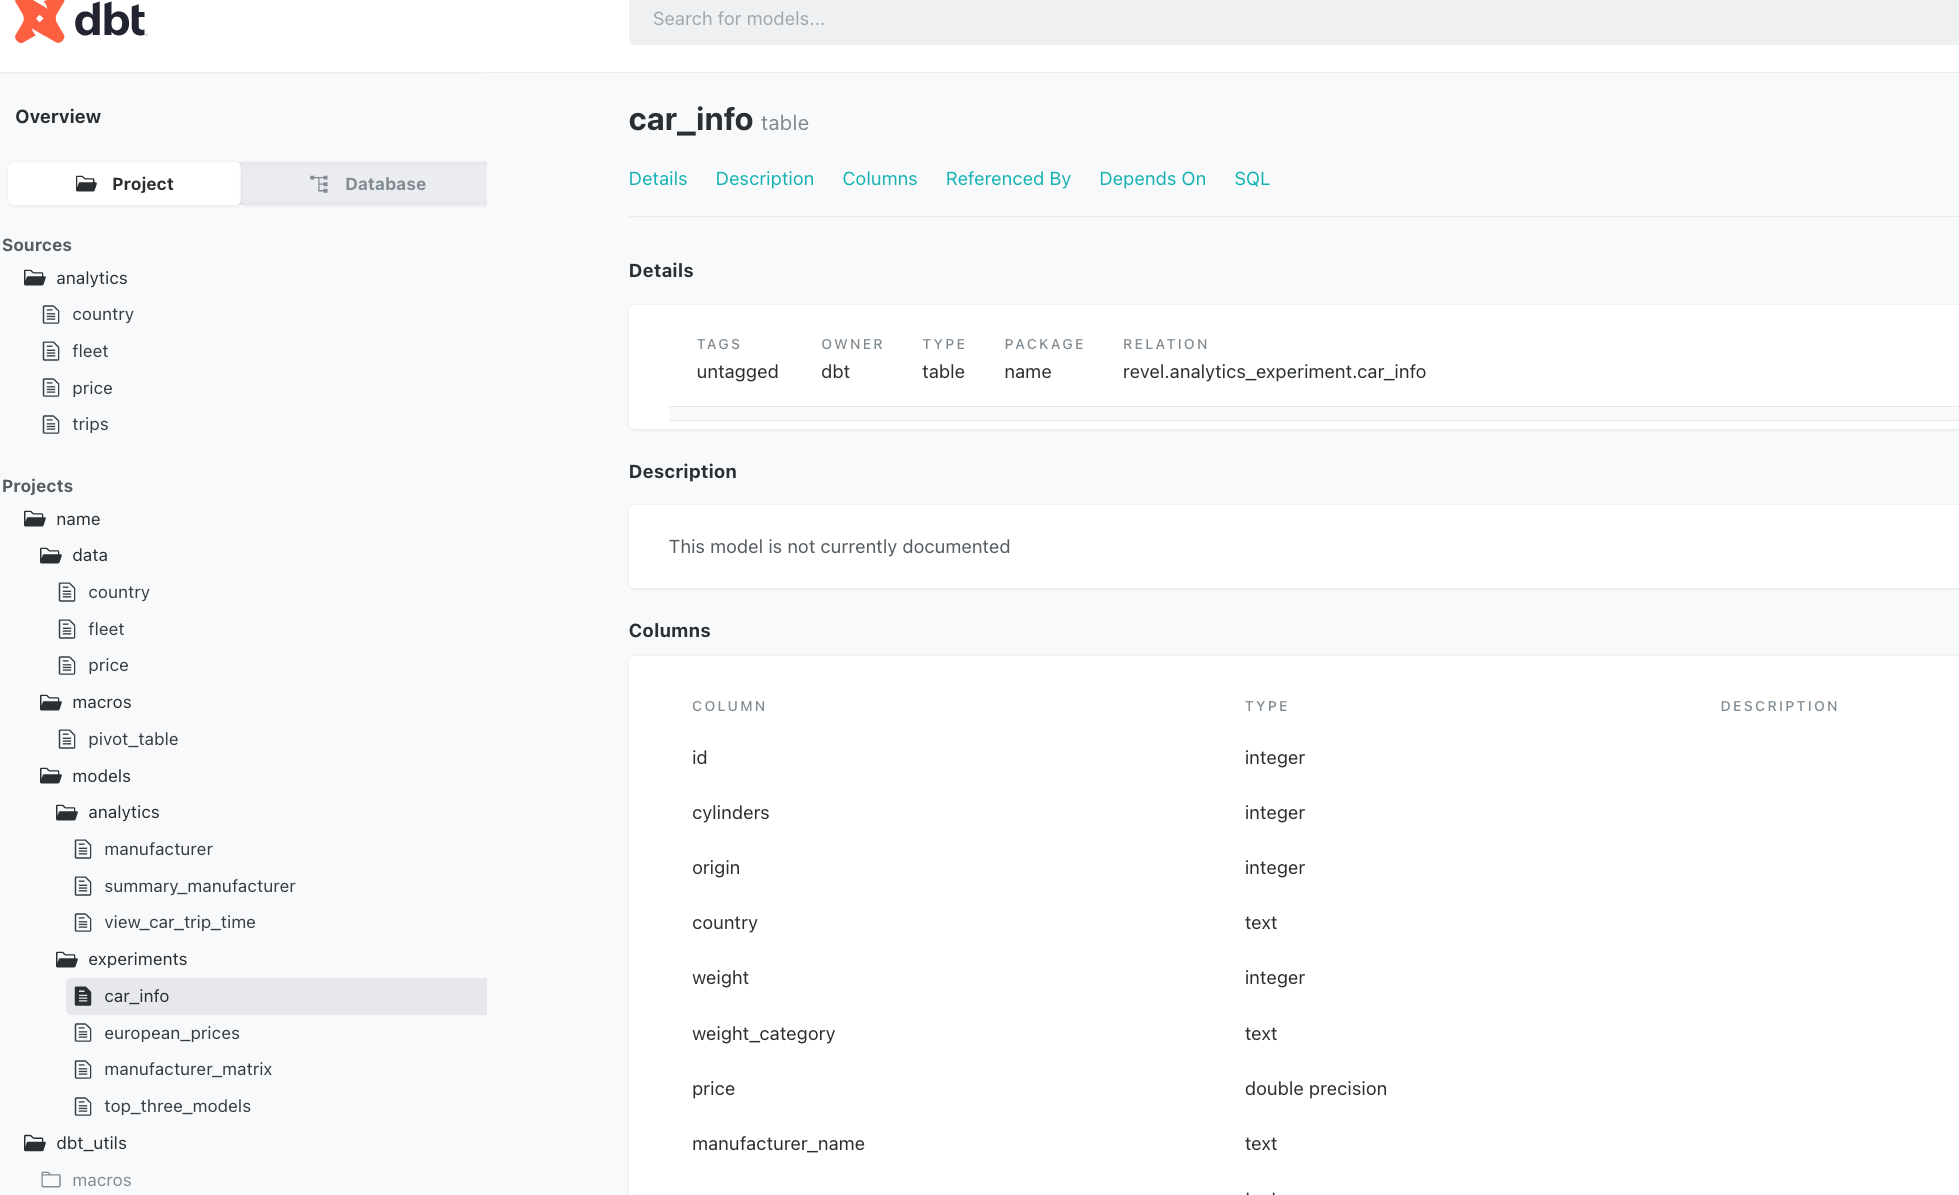 dbt
Search for models...
Overview
Project
Database
Sources
analytics
country
fleet
price
trips
Projects
name
data
country
fleet
price
macros
pivot_table
models
analytics
manufacturer
summary_manufacturer
view_car_trip_time
experiments
car_info
european_prices
manufacturer_matrix
top_three_models
dbt_utils
macros
car_info table
Details Description Columns Referenced By Depends On SQL
Details
TAGS OWNER TYPE PACKAGE RELATION
untagged dbt table name revel.analytics_experiment.car_info
Description
This model is not currently documented
Columns
COLUMN TYPE DESCRIPTION
id integer
cylinders integer
origin integer
country text
weight integer
weight_category text
price double precision
manufacturer_name text